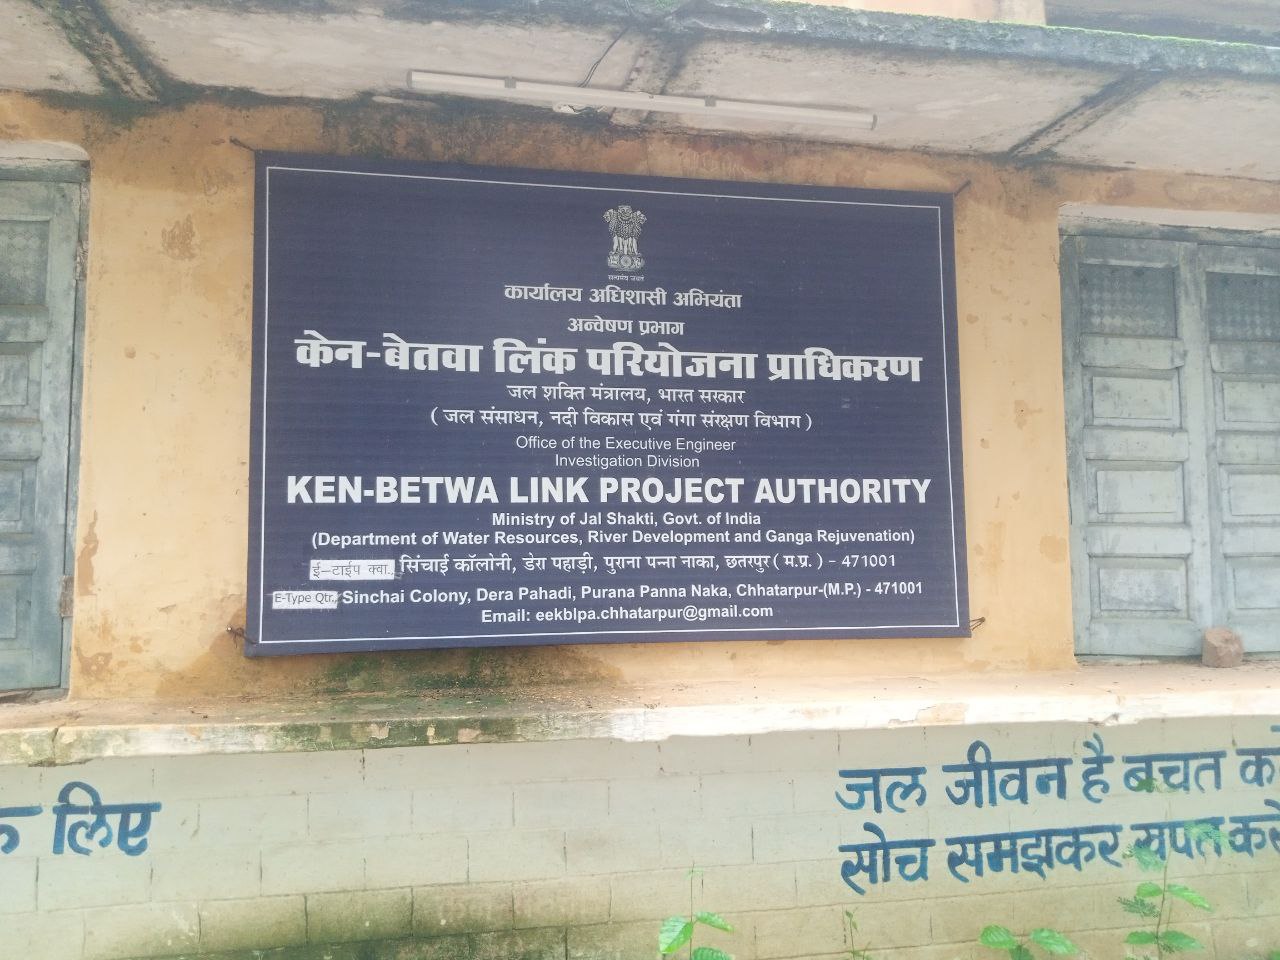 सत्यमेव जयते
कार्यालय अधिशासी अभियंता
अन्वेषण प्रभाग
केन-बेतवा लिंक परियोजना प्राधिकरण
जल शक्ति मंत्रालय, भारत सरकार
( जल संसाधन, नदी विकास एवं गंगा संरक्षण विभाग )
Office of the Executive Engineer
Investigation Division
KEN-BETWA LINK PROJECT AUTHORITY
Ministry of Jal Shakti, Govt. of India
(Department of Water Resources, River Development and Ganga Rejuvenation)
ई-टाईप क्वा. सिंचाई कॉलोनी, डेरा पहाड़ी, पुराना पन्ना नाका, छतरपुर ( म.प्र. ) - 471001
E-Type Qtr. Sinchai Colony, Dera Pahadi, Purana Panna Naka, Chhatarpur-(M.P.) - 471001
Email: eekblpa.chhatarpur@gmail.com
लिए
जल जीवन है बचत
सोच समझकर खपत करें